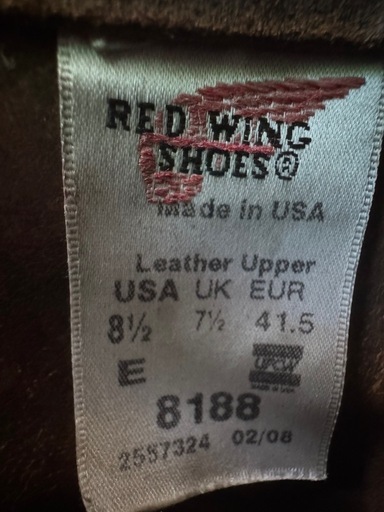 RED WING
SHOES®
Made in USA
Leather Upper
USA UK EUR
8½ 7½ 41.5
E
UFCW
8188
2557324 02/08